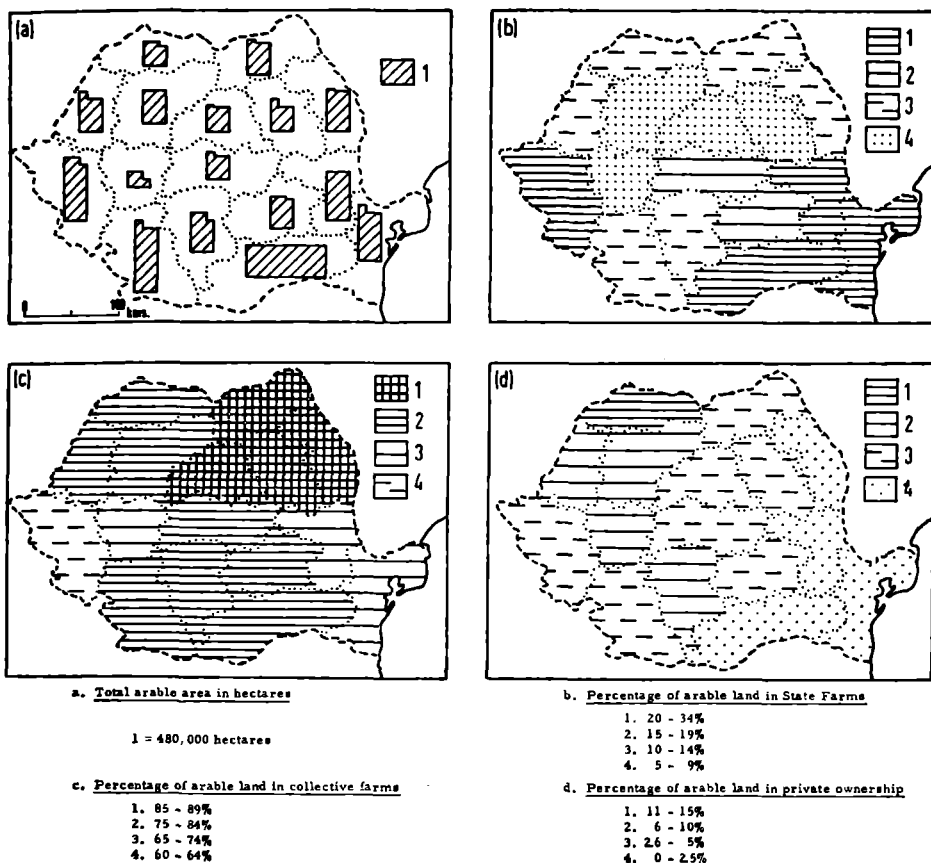 (a)
1
0 100
kms.
(b)
1
2
3
4
(c)
1
2
3
4
(d)
1
2
3
4
a. Total arable area in hectares
1 = 480,000 hectares
b. Percentage of arable land in State Farms
1. 20 - 34%
2. 15 - 19%
3. 10 - 14%
4. 5 - 9%
c. Percentage of arable land in collective farms
1. 85 - 89%
2. 75 - 84%
3. 65 - 74%
4. 60 - 64%
d. Percentage of arable land in private ownership
1. 11 - 15%
2. 6 - 10%
3. 2.6 - 5%
4. 0 - 2.5%